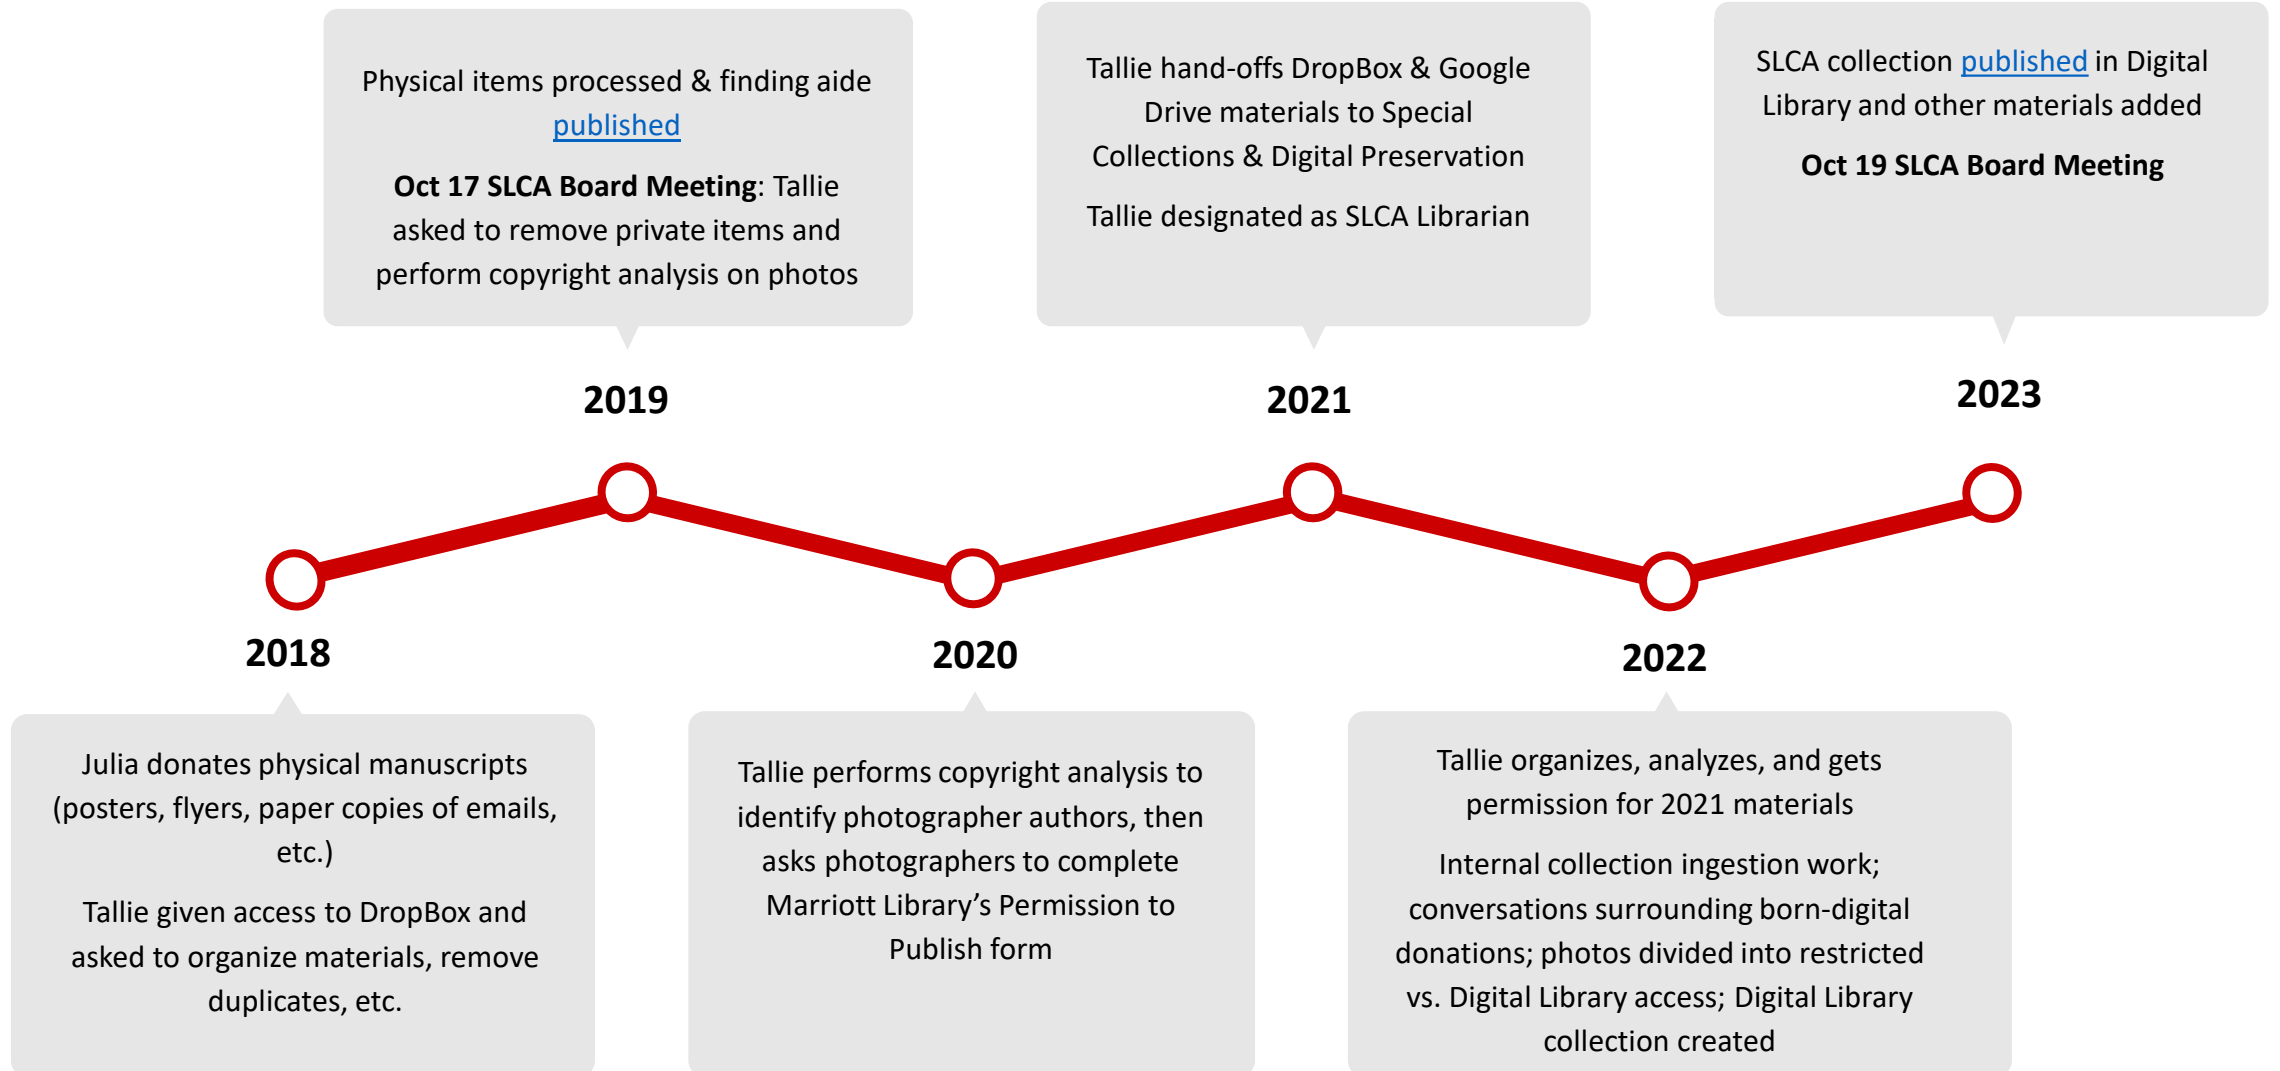 Physical items processed & finding aide
published
Oct 17 SLCA Board Meeting: Tallie
asked to remove private items and
perform copyright analysis on photos
Tallie hand-offs DropBox & Google
Drive materials to Special
Collections & Digital Preservation
Tallie designated as SLCA Librarian
SLCA collection published in Digital
Library and other materials added
Oct 19 SLCA Board Meeting
2019
2021
2023
2018
2020
2022
Julia donates physical manuscripts
(posters, flyers, paper copies of emails,
etc.)
Tallie given access to DropBox and
asked to organize materials, remove
duplicates, etc.
Tallie performs copyright analysis to
identify photographer authors, then
asks photographers to complete
Marriott Library’s Permission to
Publish form
Tallie organizes, analyzes, and gets
permission for 2021 materials
Internal collection ingestion work;
conversations surrounding born-digital
donations; photos divided into restricted
vs. Digital Library access; Digital Library
collection created